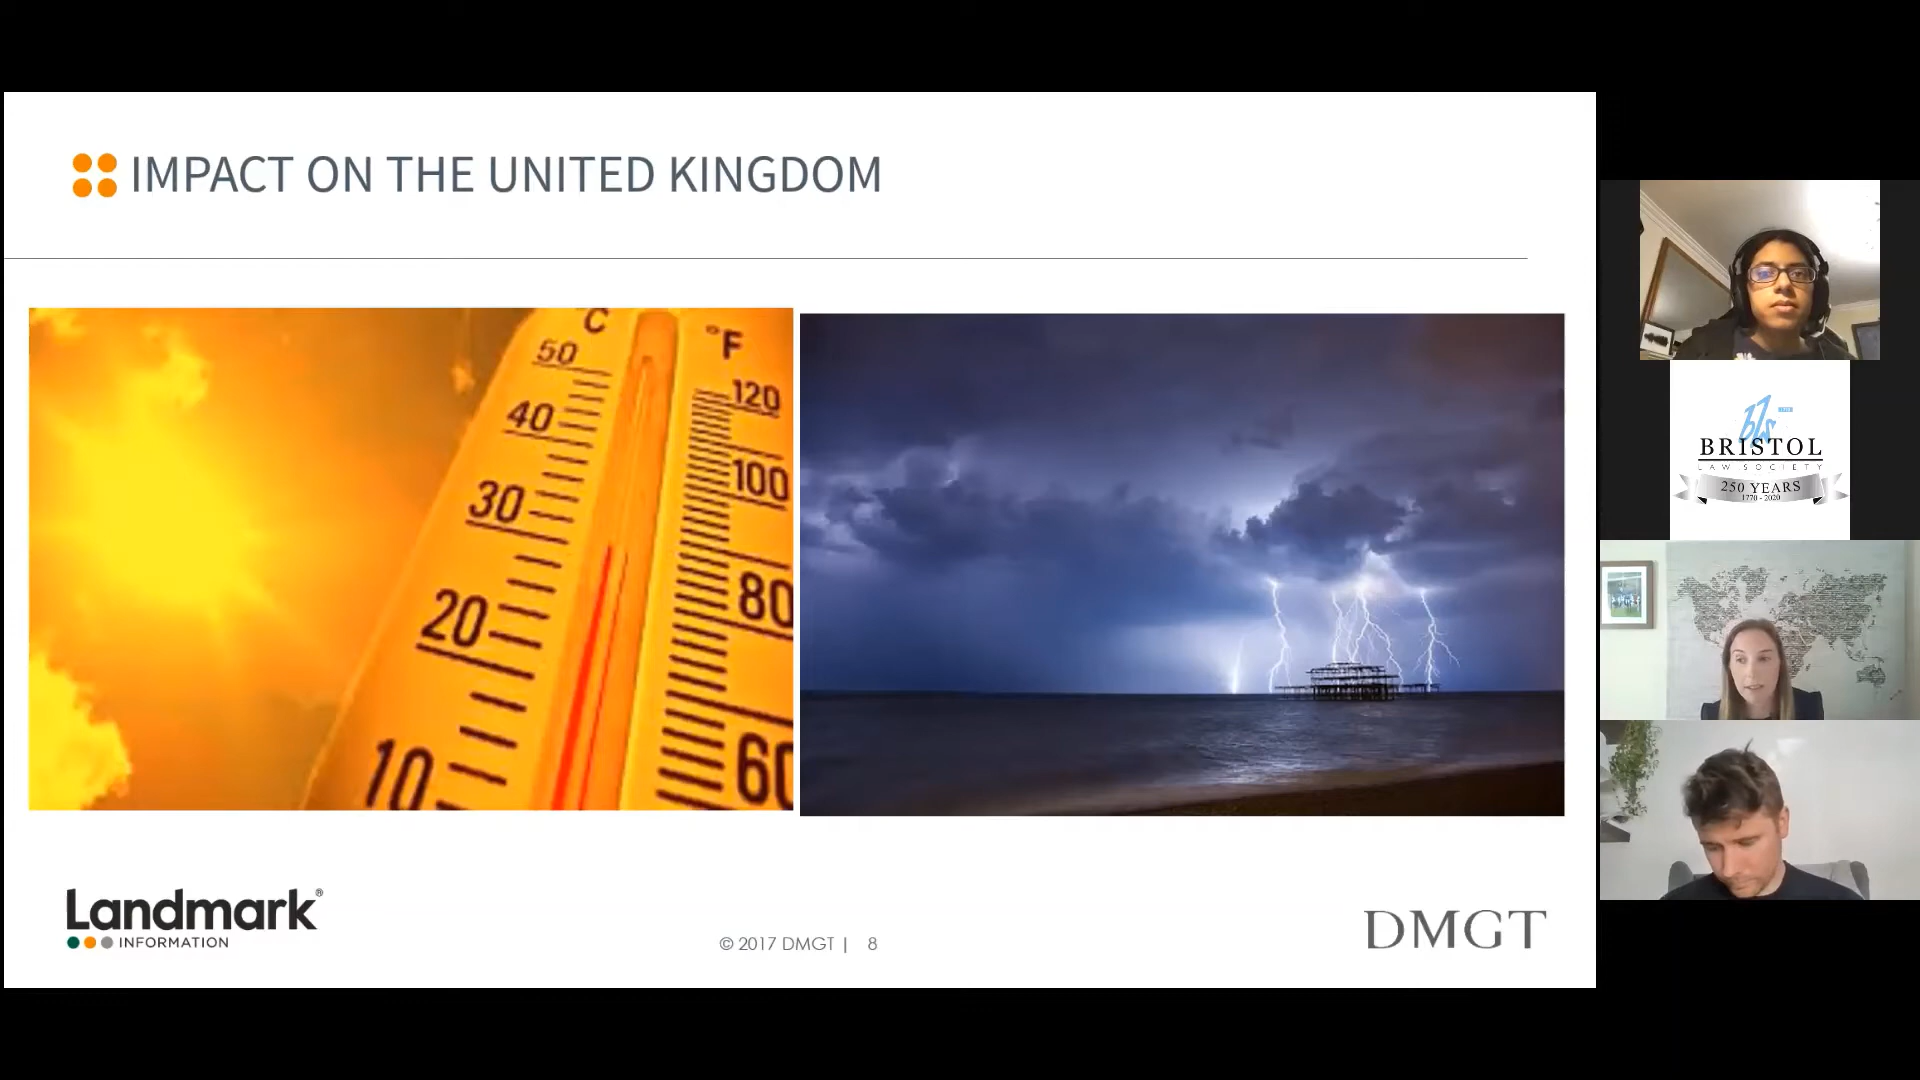 IMPACT ON THE UNITED KINGDOM
°C
°F
50
120
40
100
30
80
20
60
10
Landmark®
INFORMATION
© 2017 DMGT | 8
DMGT
bls
BRISTOL
LAW SOCIETY
250 YEARS
1770 - 2020